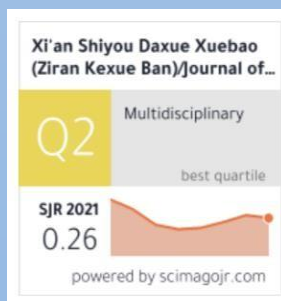 Xi'an Shiyou Daxue Xuebao
(Ziran Kexue Ban)/Journal of...
Q2
Multidisciplinary
best quartile
SJR 2021
0.26
powered by scimagojr.com